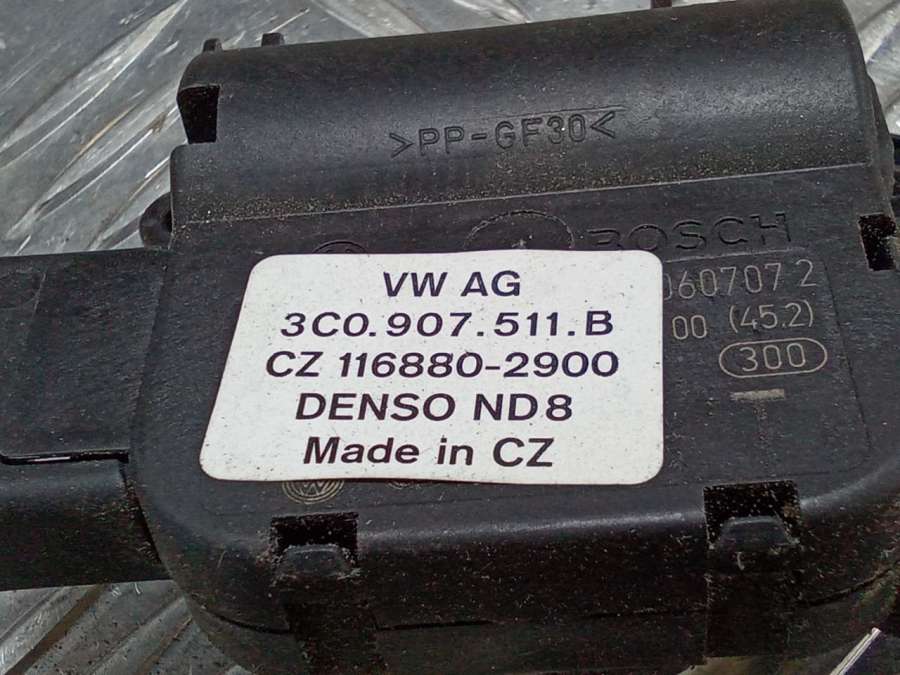 >PP-GF30<
BOSCH
060707 2
00 (45.2)
300
VW AG
3C0.907.511.B
CZ 116880-2900
DENSO ND8
Made in CZ
T